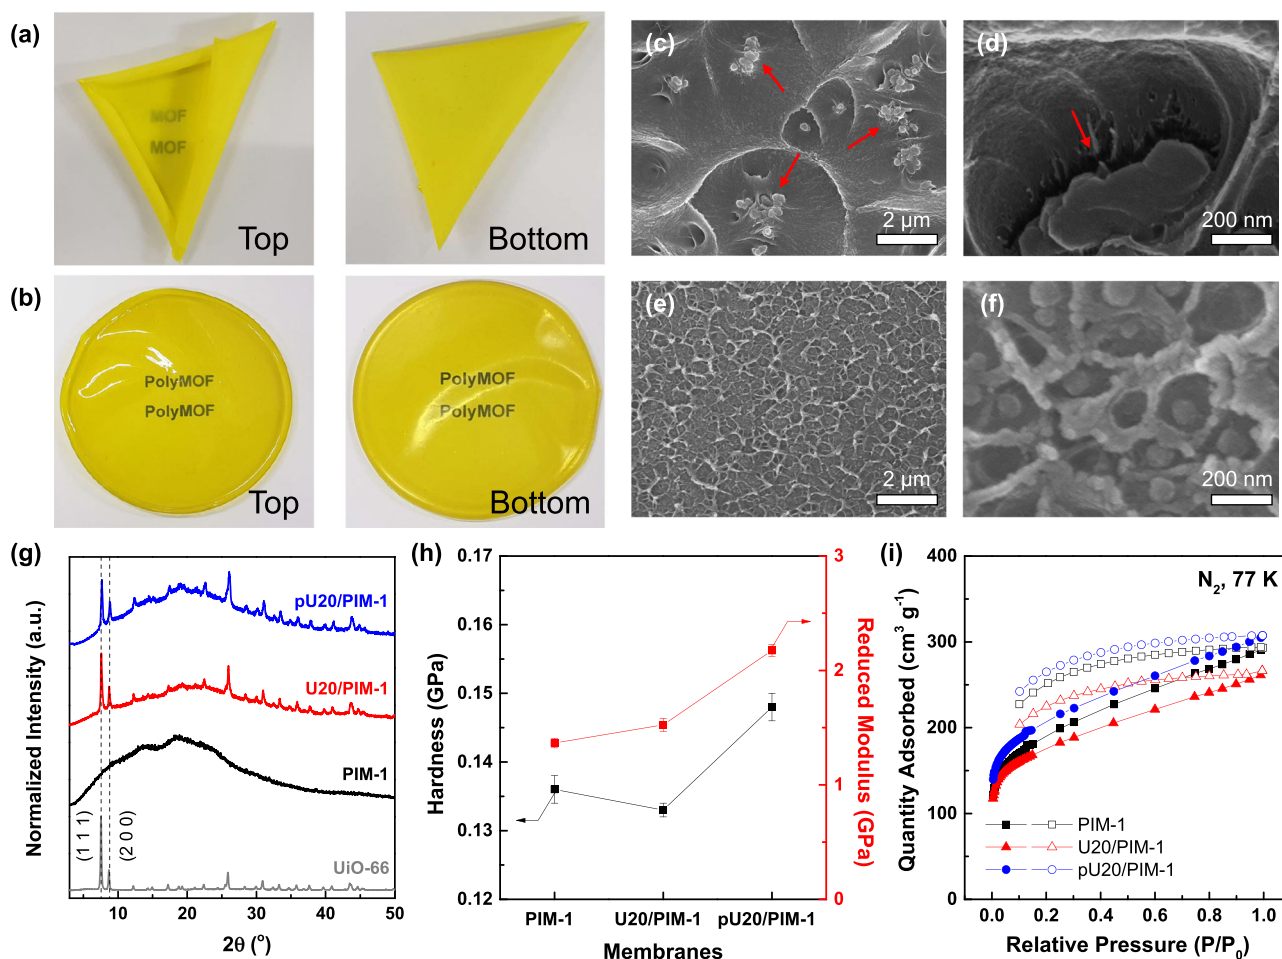 (a)
MOF
MOF
Top
Bottom
(b)
PolyMOF
PolyMOF
Top
PolyMOF
PolyMOF
Bottom
(c)
2 μm
(d)
200 nm
(e)
2 μm
(f)
200 nm
(g)
Normalized Intensity (a.u.)
pU20/PIM-1
U20/PIM-1
PIM-1
(1 1 1)
(2 0 0)
UiO-66
10 20 30 40 50
2θ (°)
(h)
Hardness (GPa)
0.17
0.16
0.15
0.14
0.13
0.12
3
2
1
0
Reduced Modulus (GPa)
PIM-1 U20/PIM-1 pU20/PIM-1
Membranes
(i)
Quantity Adsorbed (cm³ g⁻¹)
400
300
200
100
0
N₂, 77 K
PIM-1
U20/PIM-1
pU20/PIM-1
0.0 0.2 0.4 0.6 0.8 1.0
Relative Pressure (P/P₀)